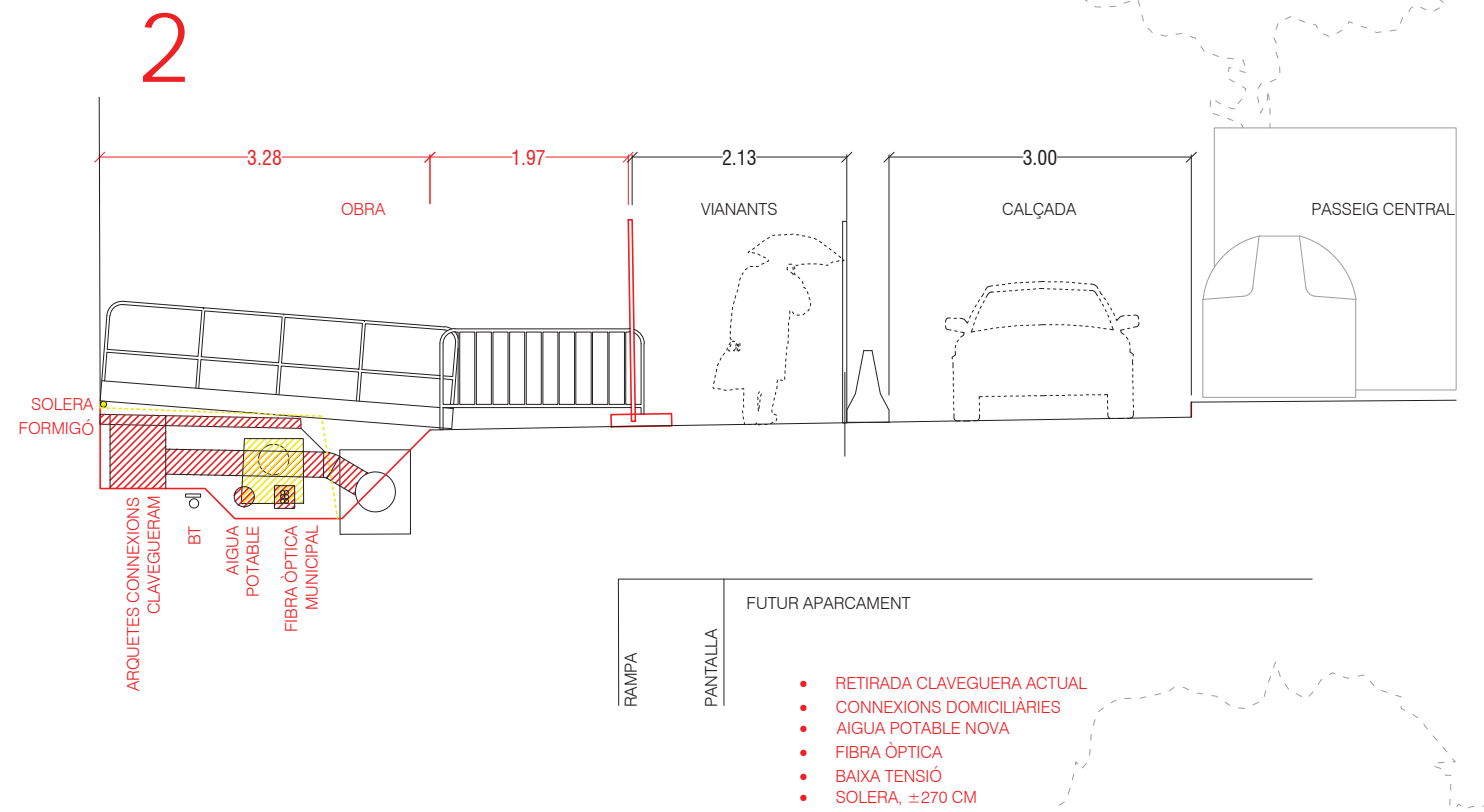 2
3.28
1.97
2.13
3.00
OBRA
VIANANTS
CALÇADA
PASSEIG CENTRAL
SOLERA
FORMIGÓ
ARQUETES CONNEXIONS
CLAVEGUERAM
BT
AIGUA
POTABLE
FIBRA ÒPTICA
MUNICIPAL
RAMPA
PANTALLA
FUTUR APARCAMENT
• RETIRADA CLAVEGUERA ACTUAL
• CONNEXIONS DOMICILIÀRIES
• AIGUA POTABLE NOVA
• FIBRA ÒPTICA
• BAIXA TENSIÓ
• SOLERA, ±270 CM